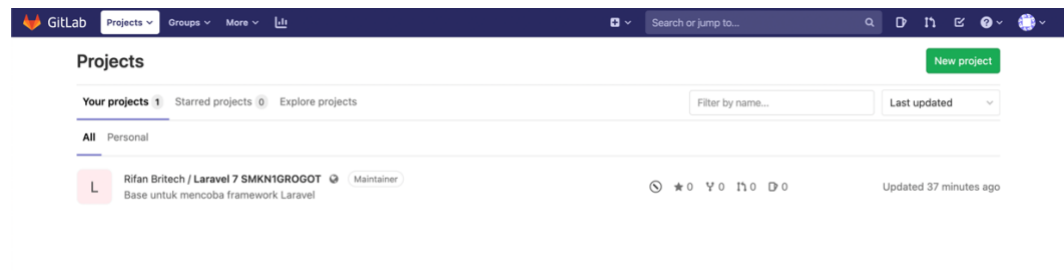 GitLab Projects Groups More Search or jump to...
Projects New project
Your projects 1 Starred projects 0 Explore projects Filter by name... Last updated
All Personal
L Rifan Britech / Laravel 7 SMKN1GROGOT Maintainer 0 0 0 0 Updated 37 minutes ago
Base untuk mencoba framework Laravel